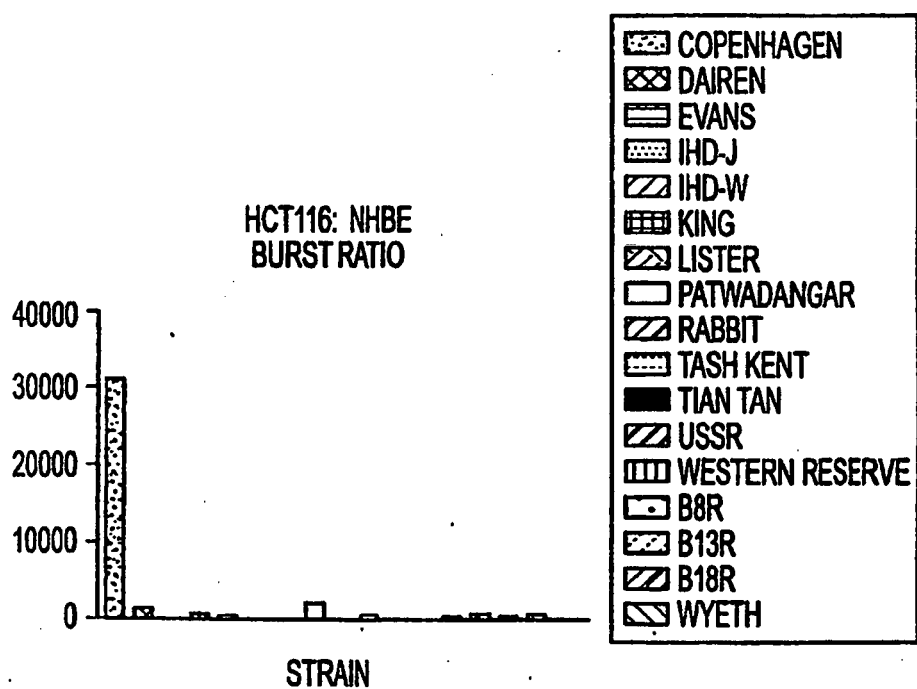 HCT116: NHBE
BURST RATIO
40000
30000
20000
10000
0
STRAIN
COPENHAGEN
DAIREN
EVANS
IHD-J
IHD-W
KING
LISTER
PATWADANGAR
RABBIT
TASH KENT
TIAN TAN
USSR
WESTERN RESERVE
B8R
B13R
B18R
WYETH